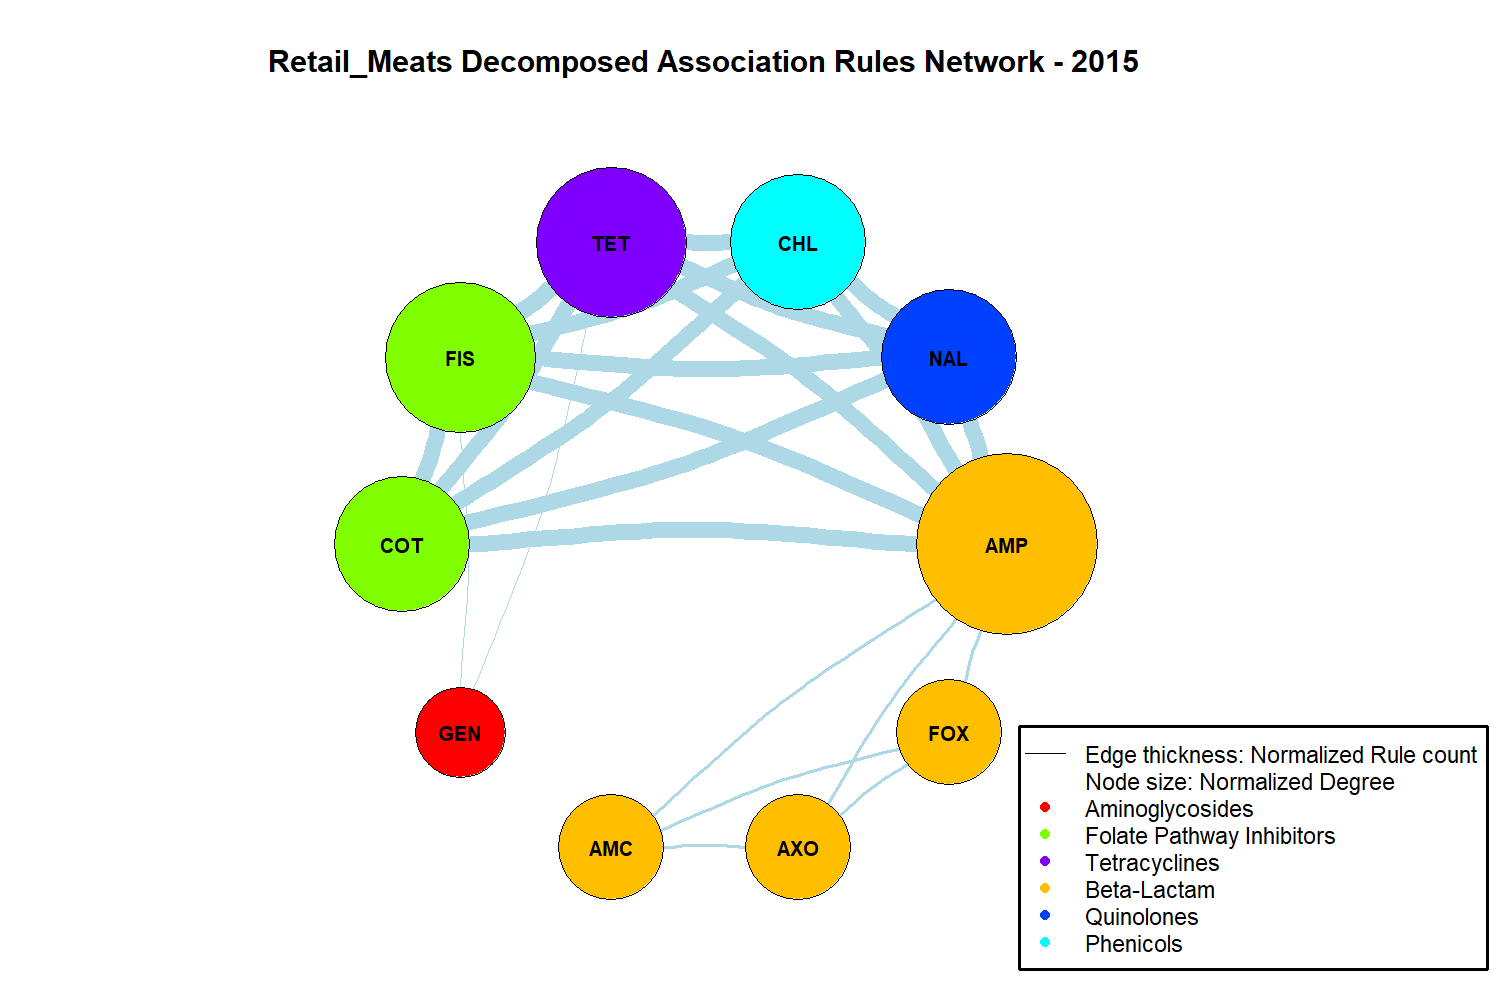 Retail_Meats Decomposed Association Rules Network - 2015
TET
CHL
FIS
NAL
COT
AMP
GEN
FOX
AMC
AXO
Edge thickness: Normalized Rule count
Node size: Normalized Degree
Aminoglycosides
Folate Pathway Inhibitors
Tetracyclines
Beta-Lactam
Quinolones
Phenicols